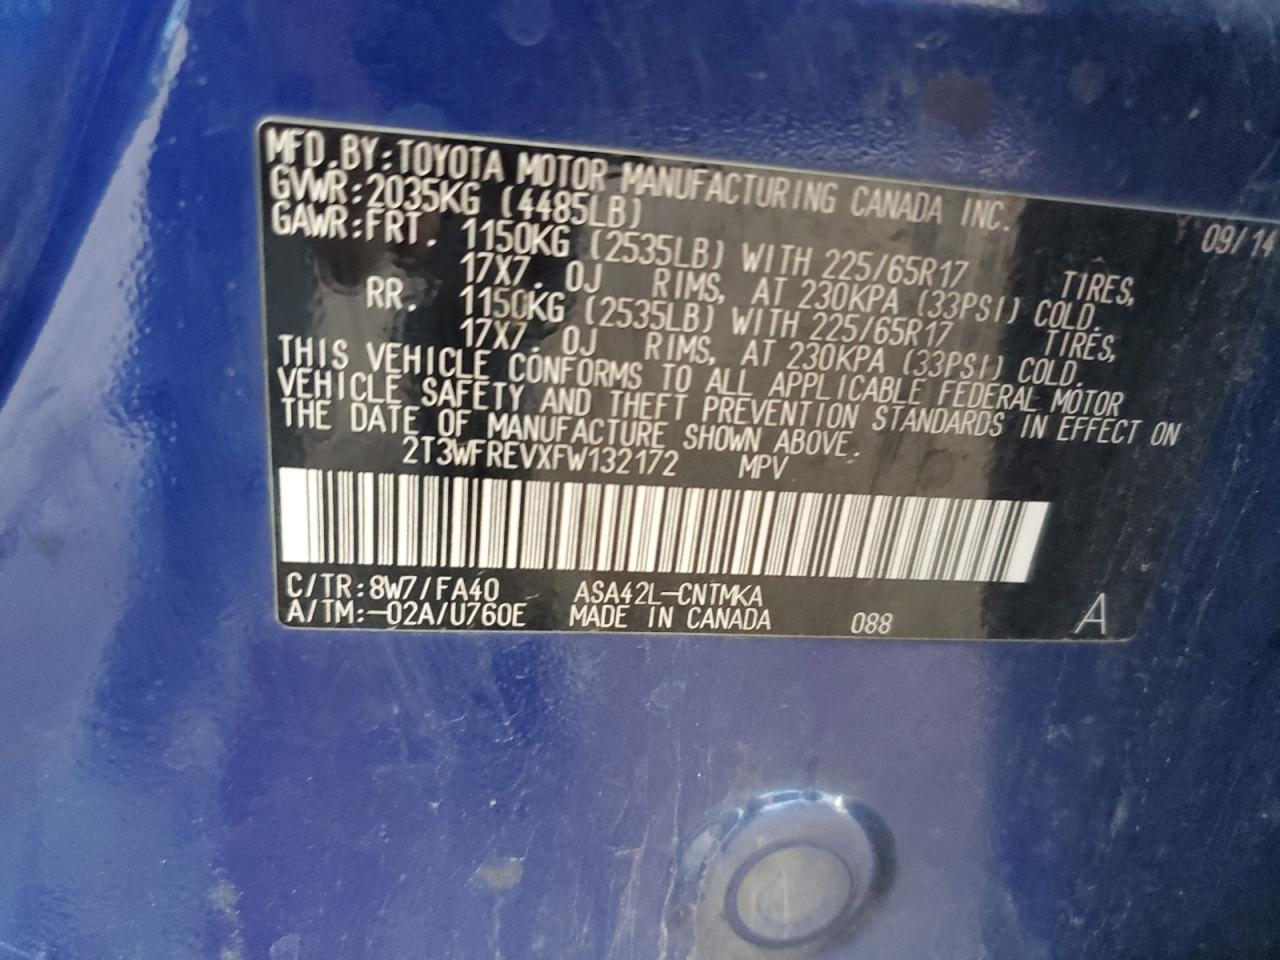 MFD.BY:TOYOTA MOTOR MANUFACTURING CANADA INC. 09/14
GVWR:2035KG (4485LB)
GAWR:FRT. 1150KG (2535LB) WITH 225/65R17 TIRES,
17X7.0J RIMS, AT 230KPA (33PSI) COLD.
RR. 1150KG (2535LB) WITH 225/65R17 TIRES,
17X7.0J RIMS, AT 230KPA (33PSI) COLD.
THIS VEHICLE CONFORMS TO ALL APPLICABLE FEDERAL MOTOR
VEHICLE SAFETY AND THEFT PREVENTION STANDARDS IN EFFECT ON
THE DATE OF MANUFACTURE SHOWN ABOVE.
2T3WFREVXFW132172 MPV
C/TR:8W7/FA40 ASA42L-CNTMKA
A/TM:-02A/U760E MADE IN CANADA 088 A